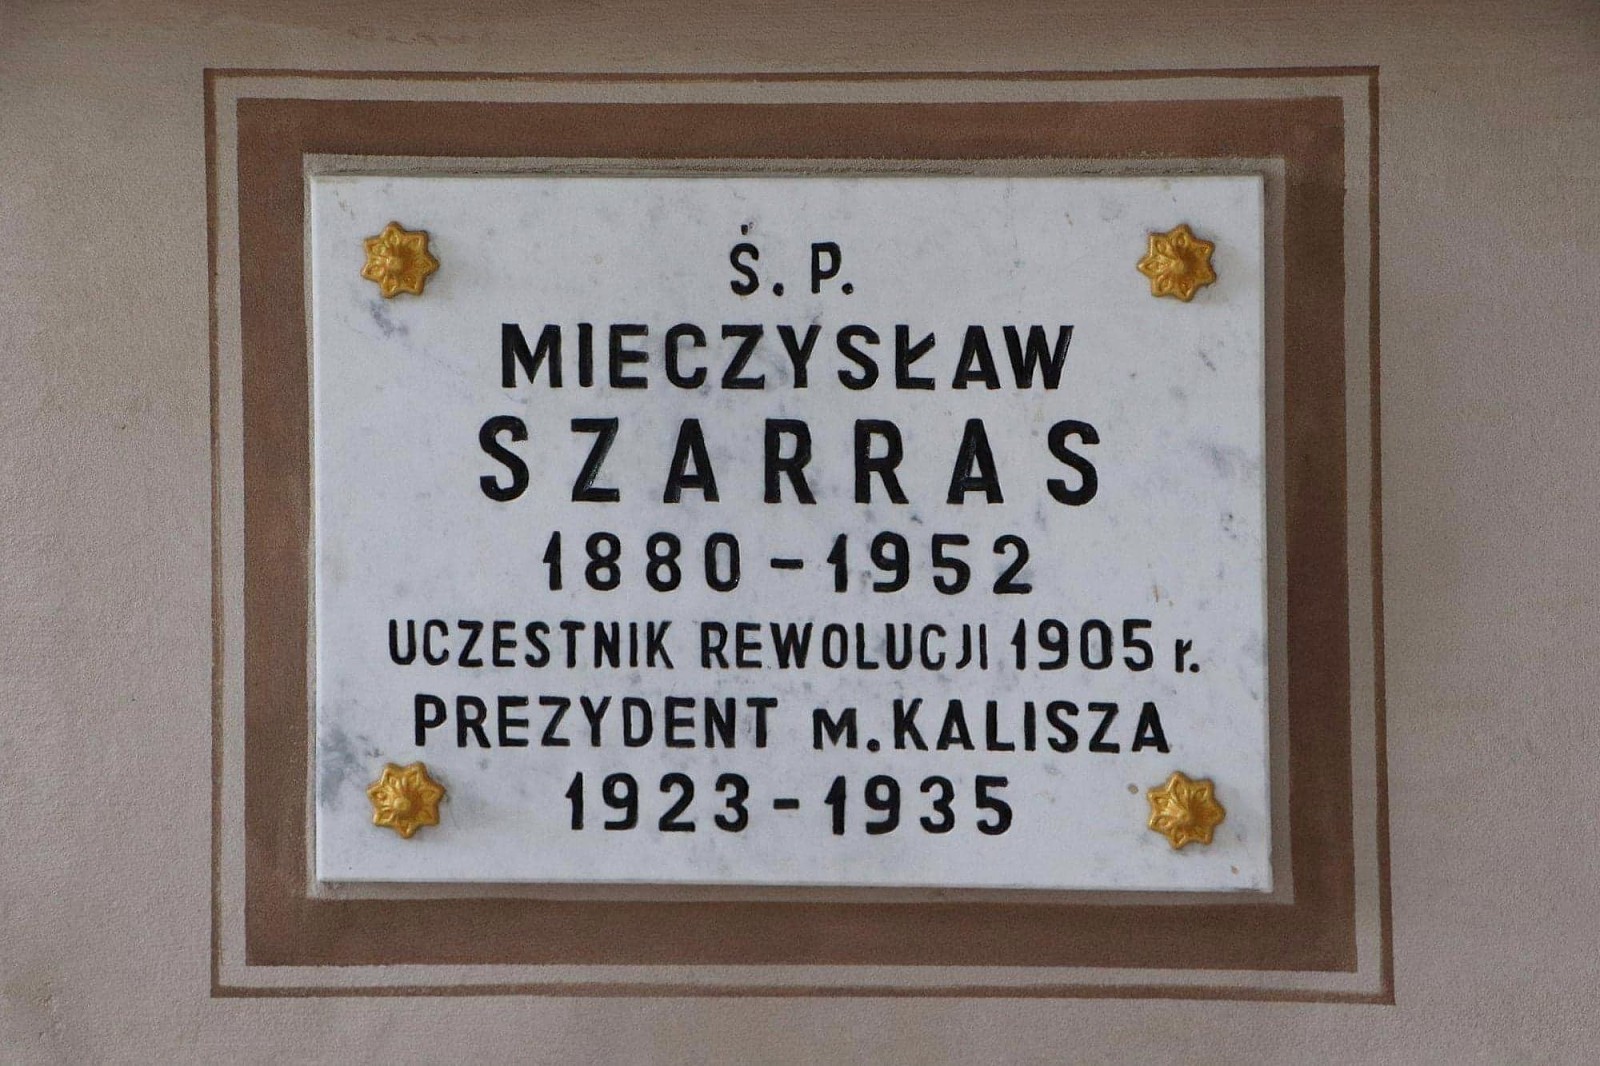 Ś. P.
MIECZYSŁAW
SZARRAS
1880-1952
UCZESTNIK REWOLUCJI 1905 r.
PREZYDENT M. KALISZA
1923-1935